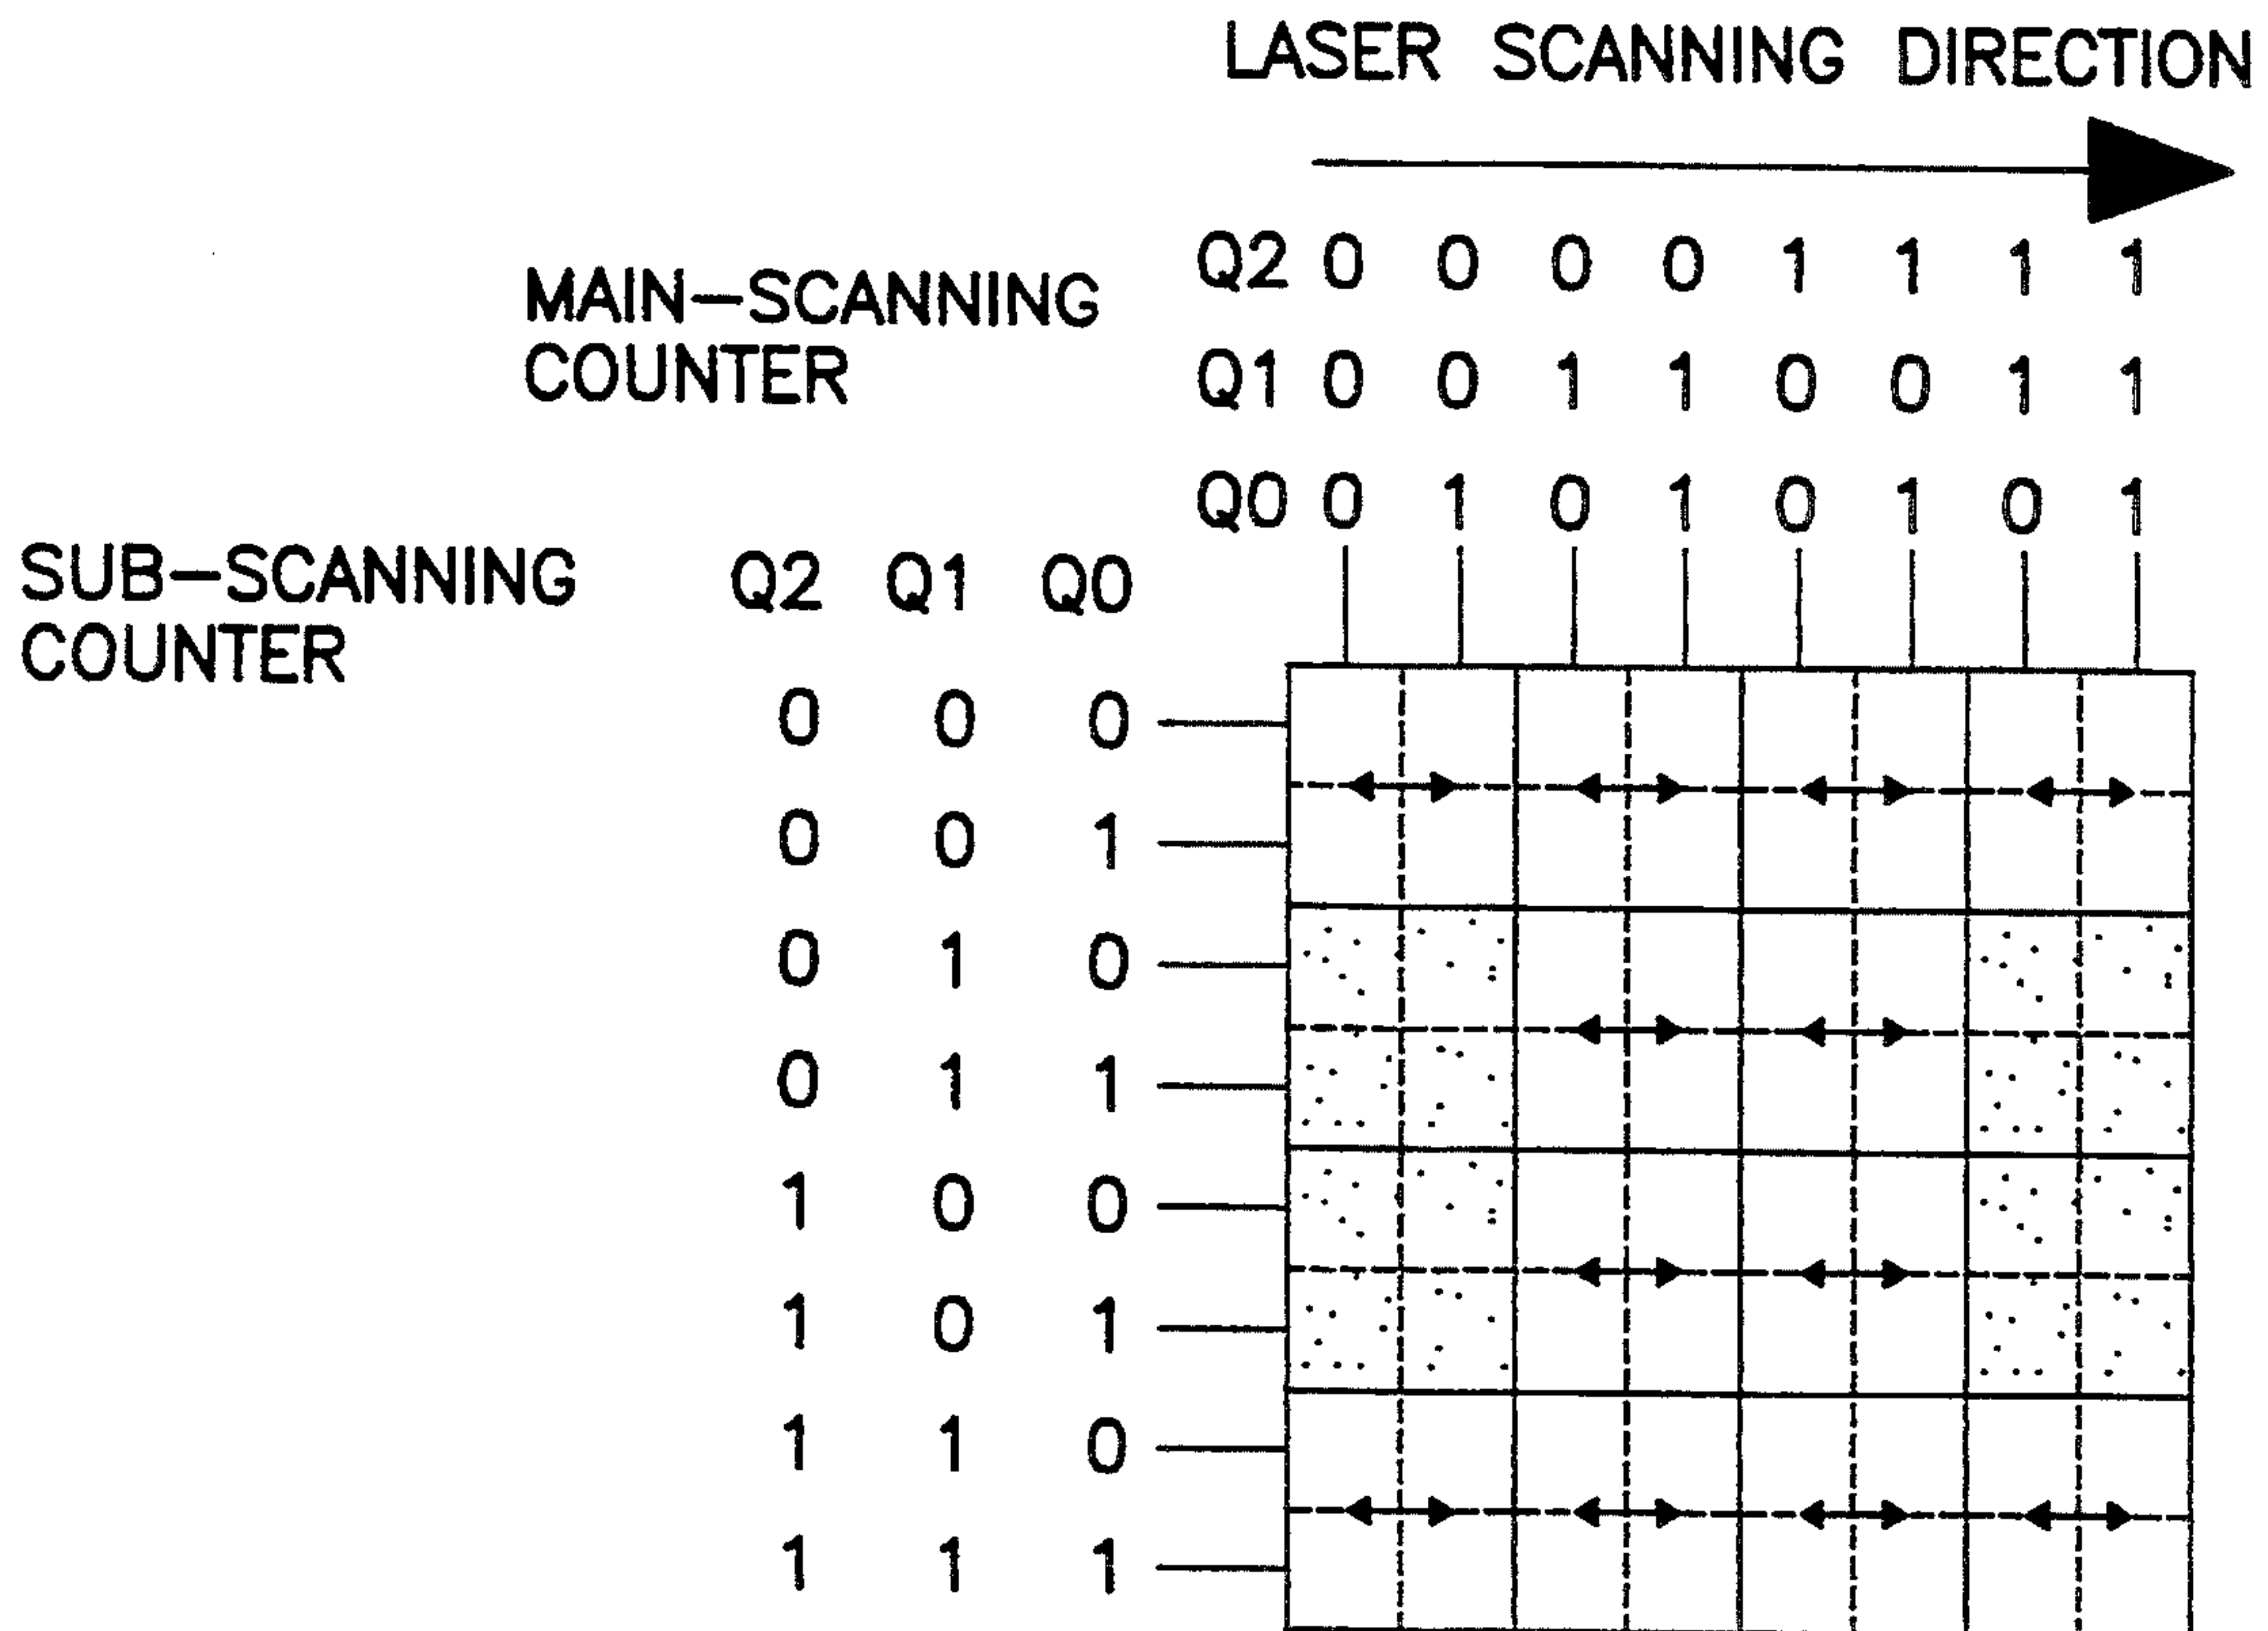 LASER SCANNING DIRECTION
MAIN-SCANNING
COUNTER
Q2 0 0 0 0 1 1 1 1
Q1 0 0 1 1 0 0 1 1
Q0 0 1 0 1 0 1 0 1
SUB-SCANNING
COUNTER
Q2 Q1 Q0
0 0 0
0 0 1
0 1 0
0 1 1
1 0 0
1 0 1
1 1 0
1 1 1